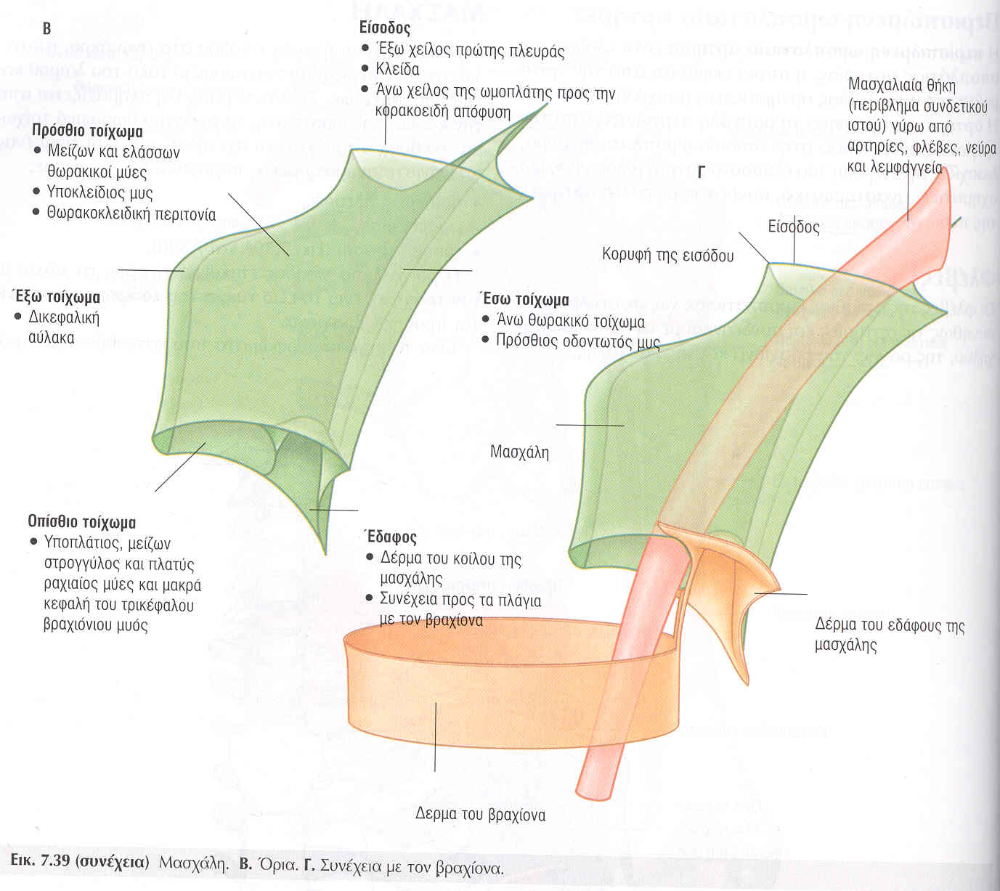 Β
Είσοδος
• Έξω χείλος πρώτης πλευράς
• Κλείδα
• Άνω χείλος της ωμοπλάτης προς την
κορακοειδή απόφυση
Πρόσθιο τοίχωμα
• Μείζων και ελάσσων
θωρακικοί μύες
• Υποκλείδιος μυς
• Θωρακοκλειδική περιτονία
Έξω τοίχωμα
• Δικεφαλική
αύλακα
Έσω τοίχωμα
• Άνω θωρακικό τοίχωμα
• Πρόσθιος οδοντωτός μυς
Οπίσθιο τοίχωμα
• Υποπλάτιος, μείζων
στρογγύλος και πλατύς
ραχιαίος μύες και μακρά
κεφαλή του τρικέφαλου
βραχιόνιου μυός
Έδαφος
• Δέρμα του κοίλου της
μασχάλης
• Συνέχεια προς τα πλάγια
με τον βραχίονα
Γ
Μασχαλιαία θήκη
(περίβλημα συνδετικού
ιστού) γύρω από
αρτηρίες, φλέβες, νεύρα
και λεμφαγγεία
Είσοδος
Κορυφή της εισόδου
Μασχάλη
Δέρμα του εδάφους της
μασχάλης
Δερμα του βραχίονα
Εικ. 7.39 (συνέχεια) Μασχάλη. Β. Όρια. Γ. Συνέχεια με τον βραχίονα.